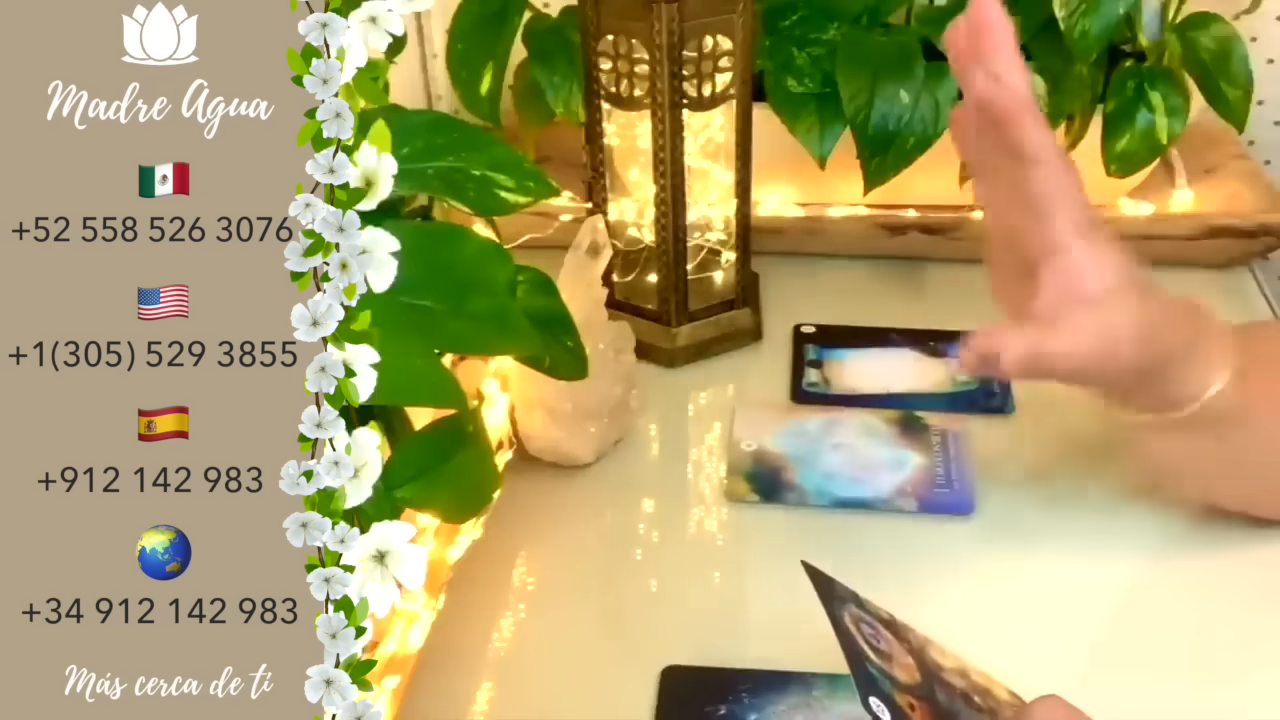 Madre Agua
+52 558 526 3076
+1(305) 529 3855
+912 142 983
+34 912 142 983
Más cerca de ti